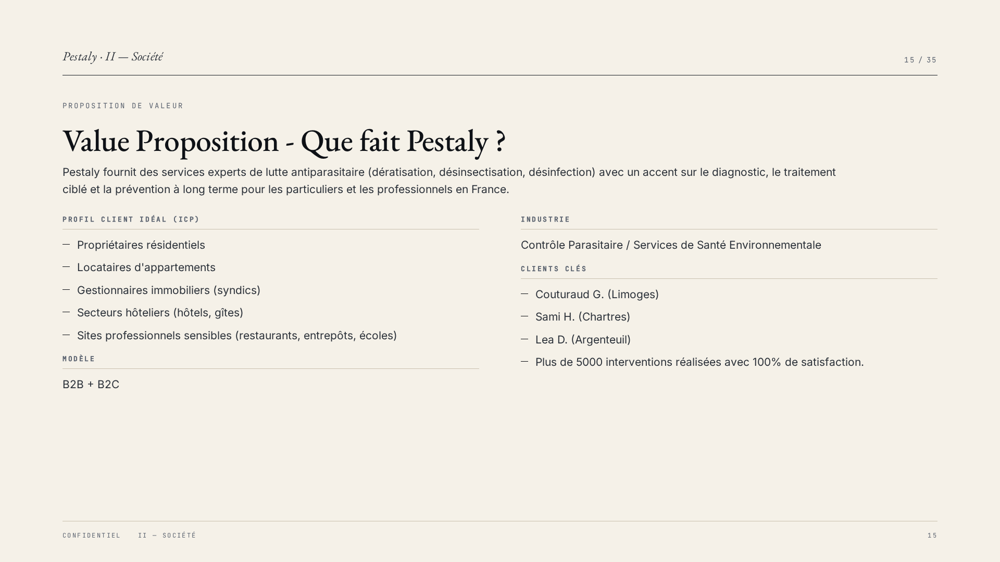 Pestaly · II — Société
15 / 35
PROPOSITION DE VALEUR
Value Proposition - Que fait Pestaly ?
Pestaly fournit des services experts de lutte antiparasitaire (dératisation, désinsectisation, désinfection) avec un accent sur le diagnostic, le traitement
ciblé et la prévention à long terme pour les particuliers et les professionnels en France.
PROFIL CLIENT IDÉAL (ICP)
— Propriétaires résidentiels
— Locataires d'appartements
— Gestionnaires immobiliers (syndics)
— Secteurs hôteliers (hôtels, gîtes)
— Sites professionnels sensibles (restaurants, entrepôts, écoles)
MODÈLE
B2B + B2C
INDUSTRIE
Contrôle Parasitaire / Services de Santé Environnementale
CLIENTS CLÉS
— Couturaud G. (Limoges)
— Sami H. (Chartres)
— Lea D. (Argenteuil)
— Plus de 5000 interventions réalisées avec 100% de satisfaction.
CONFIDENTIEL II — SOCIÉTÉ
15